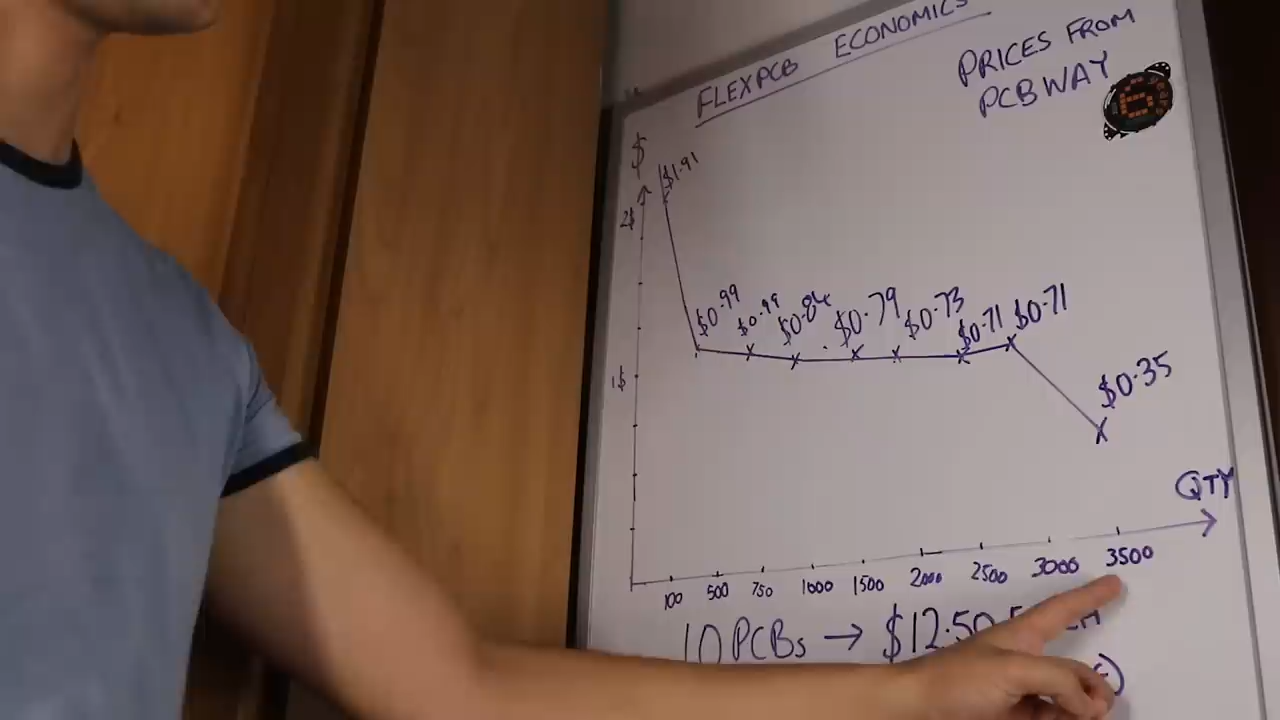 FLEXPCB ECONOMICS
PRICES FROM
PCBWAY
$
$1.91
2$
$0.99
$0.99
$0.84
$0.79
$0.73
$0.71
$0.71
1$
$0.35
QTY
100 500 750 1000 1500 2000 2500 3000 3500
10 PCBs → $12.50